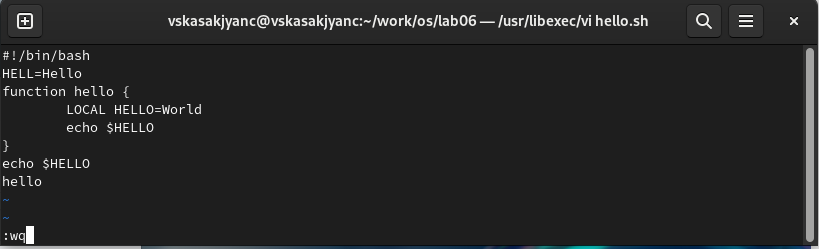 vskasakjyanc@vskasakjyanc:~/work/os/lab06 — /usr/libexec/vi hello.sh
#!/bin/bash
HELL=Hello
function hello {
        LOCAL HELLO=World
        echo $HELLO
}
echo $HELLO
hello
~
~
:wq